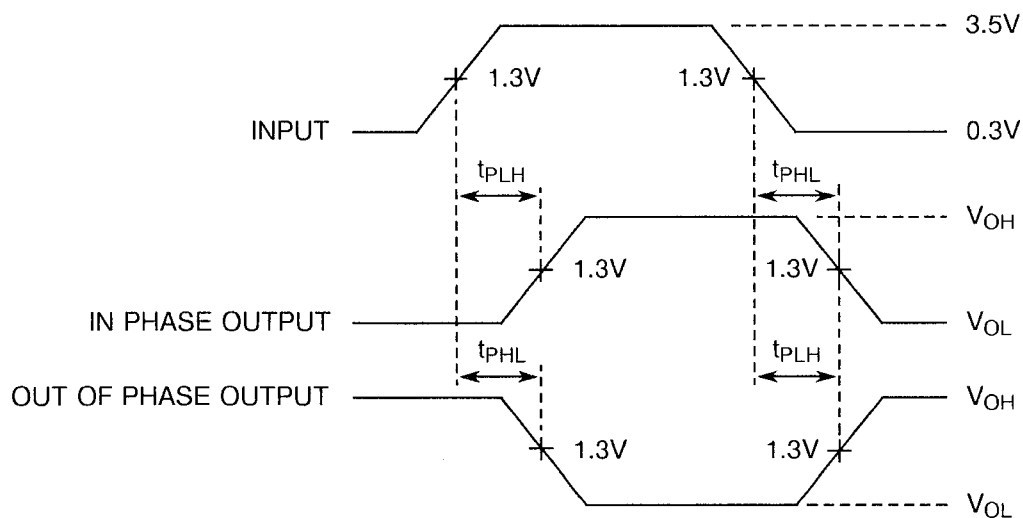 3.5V
1.3V 1.3V
INPUT 0.3V
tPLH tPHL
VOH
1.3V 1.3V
IN PHASE OUTPUT VOL
tPHL tPLH
OUT OF PHASE OUTPUT VOH
1.3V 1.3V
VOL